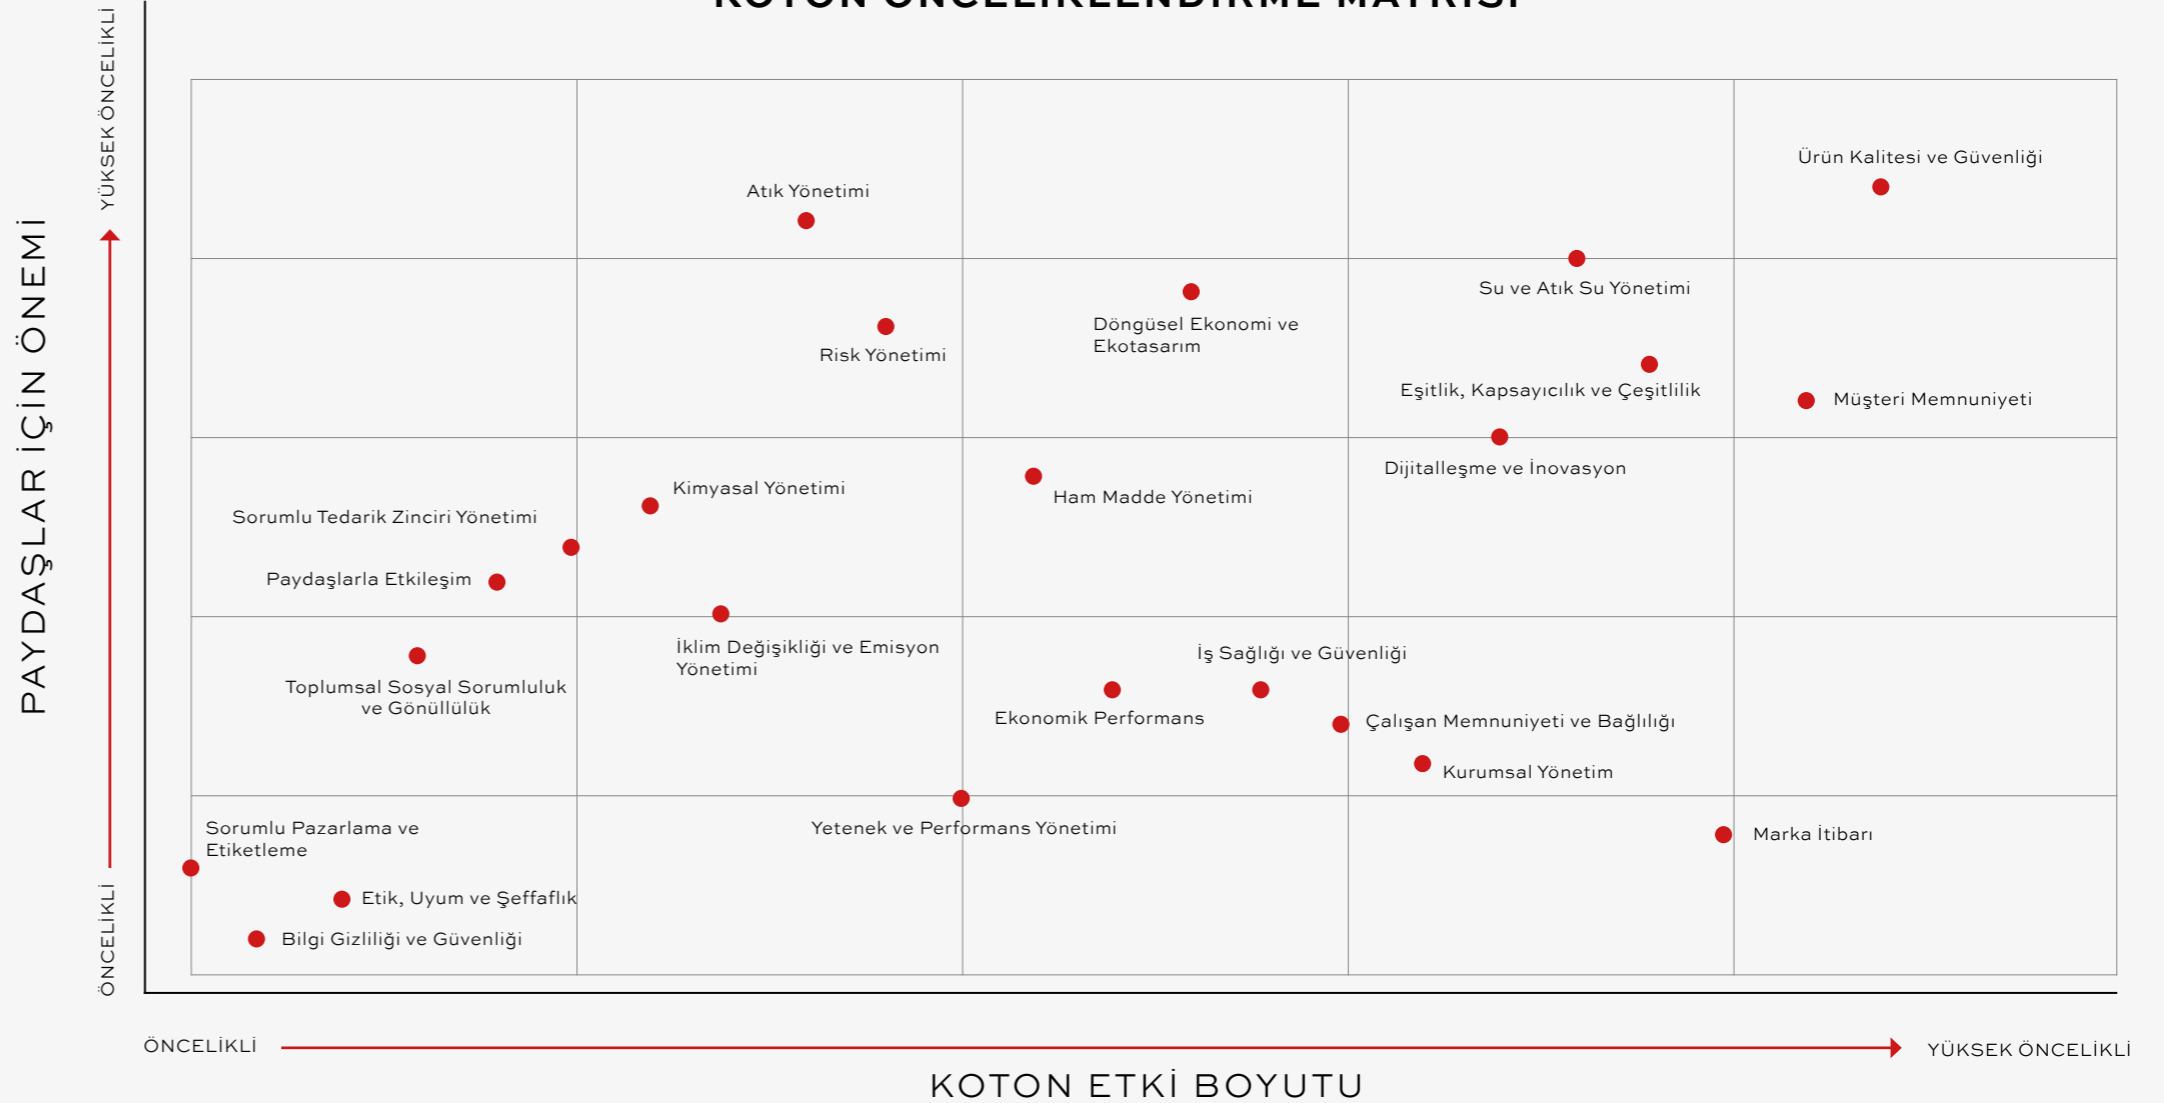 KOTON ÖNCELİKLENDİRME MATRİSİ
YÜKSEK ÖNCELİKLİ
PAYDAŞLAR İÇİN ÖNEMİ
ÖNCELİKLİ
Ürün Kalitesi ve Güvenliği
Atık Yönetimi
Su ve Atık Su Yönetimi
Döngüsel Ekonomi ve
Ekotasarım
Risk Yönetimi
Eşitlik, Kapsayıcılık ve Çeşitlilik
Müşteri Memnuniyeti
Dijitalleşme ve İnovasyon
Kimyasal Yönetimi
Ham Madde Yönetimi
Sorumlu Tedarik Zinciri Yönetimi
Paydaşlarla Etkileşim
İklim Değişikliği ve Emisyon
Yönetimi
İş Sağlığı ve Güvenliği
Toplumsal Sosyal Sorumluluk
ve Gönüllülük
Ekonomik Performans
Çalışan Memnuniyeti ve Bağlılığı
Kurumsal Yönetim
Sorumlu Pazarlama ve
Etiketleme
Yetenek ve Performans Yönetimi
Marka İtibarı
Etik, Uyum ve Şeffaflık
Bilgi Gizliliği ve Güvenliği
ÖNCELİKLİ
YÜKSEK ÖNCELİKLİ
KOTON ETKİ BOYUTU